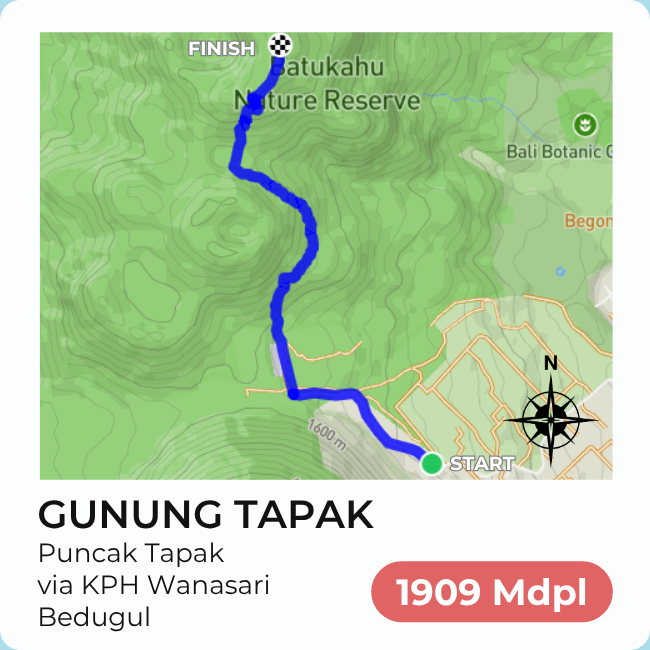 FINISH
Batukahu
Nature Reserve
Bali Botanic G
Begon
N
1600 m
START
GUNUNG TAPAK
Puncak Tapak
via KPH Wanasari
Bedugul
1909 Mdpl